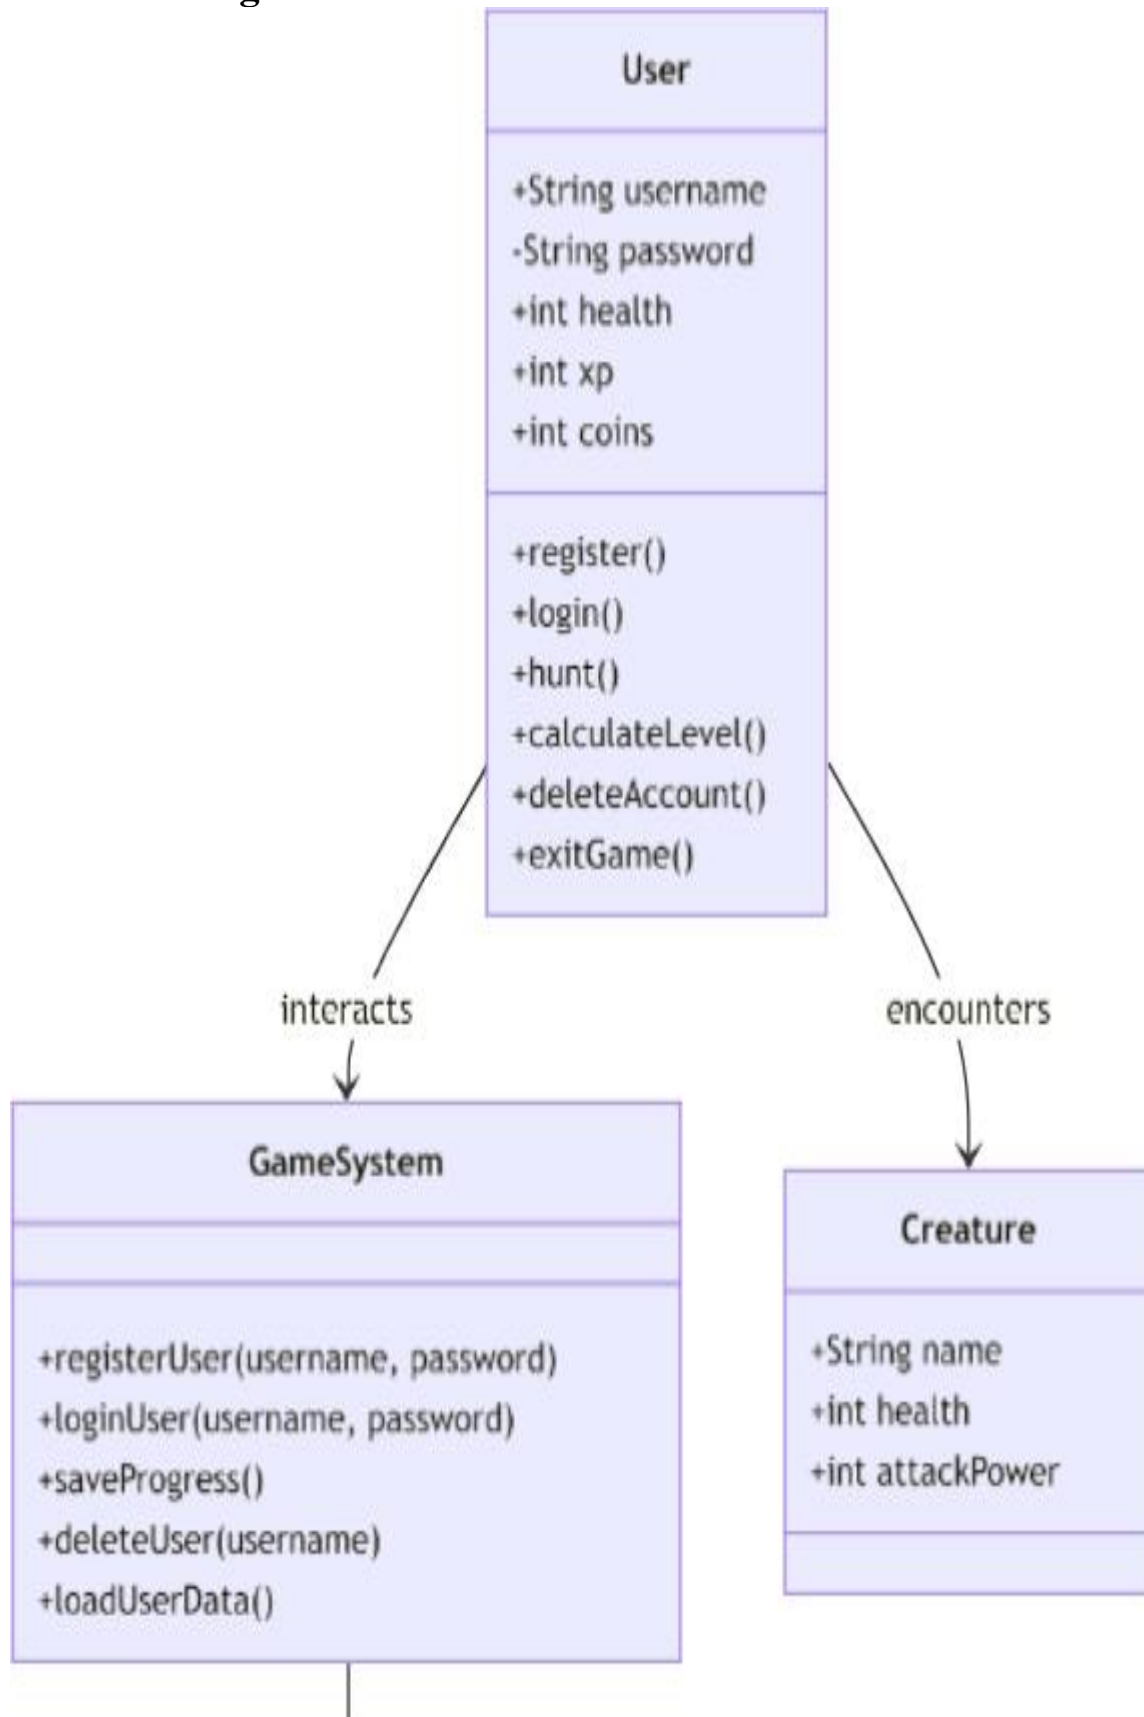 User
+String username
-String password
+int health
+int xp
+int coins
+register()
+login()
+hunt()
+calculateLevel()
+deleteAccount()
+exitGame()
interacts
encounters
GameSystem
+registerUser(username, password)
+loginUser(username, password)
+saveProgress()
+deleteUser(username)
+loadUserData()
Creature
+String name
+int health
+int attackPower